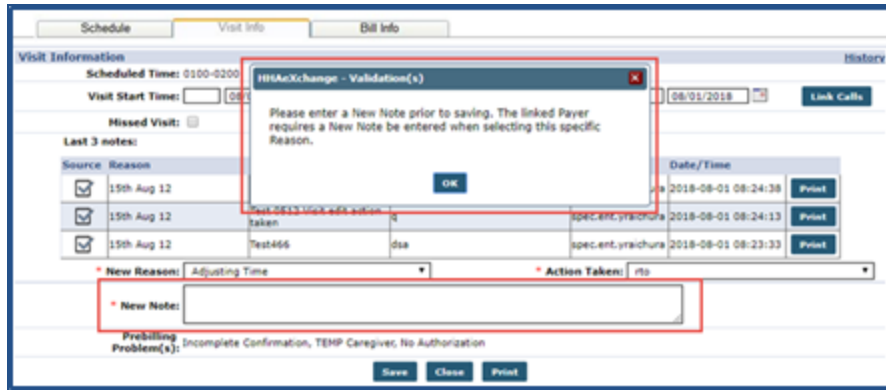 Schedule Visit Info Bill Info
Visit Information History
Scheduled Time: 0100-0200
HHAeXchange - Validation(s)
Visit Start Time: 08/01/2018 Link Calls
Please enter a New Note prior to saving. The linked Payer
requires a New Note be entered when selecting this specific
Reason.
Missed Visit:
Last 3 notes:
OK
Source Reason Date/Time
15th Aug 12 2018-08-01 08:24:38 Print
15th Aug 12 Test 0813 Visit edit action taken q spec.ent.yraichura 2018-08-01 08:24:13 Print
15th Aug 12 Test466 dsa spec.ent.yraichura 2018-08-01 08:23:33 Print
* New Reason: Adjusting Time * Action Taken: rto
* New Note:
Prebilling Problem(s): Incomplete Confirmation, TEMP Caregiver, No Authorization
Save Close Print